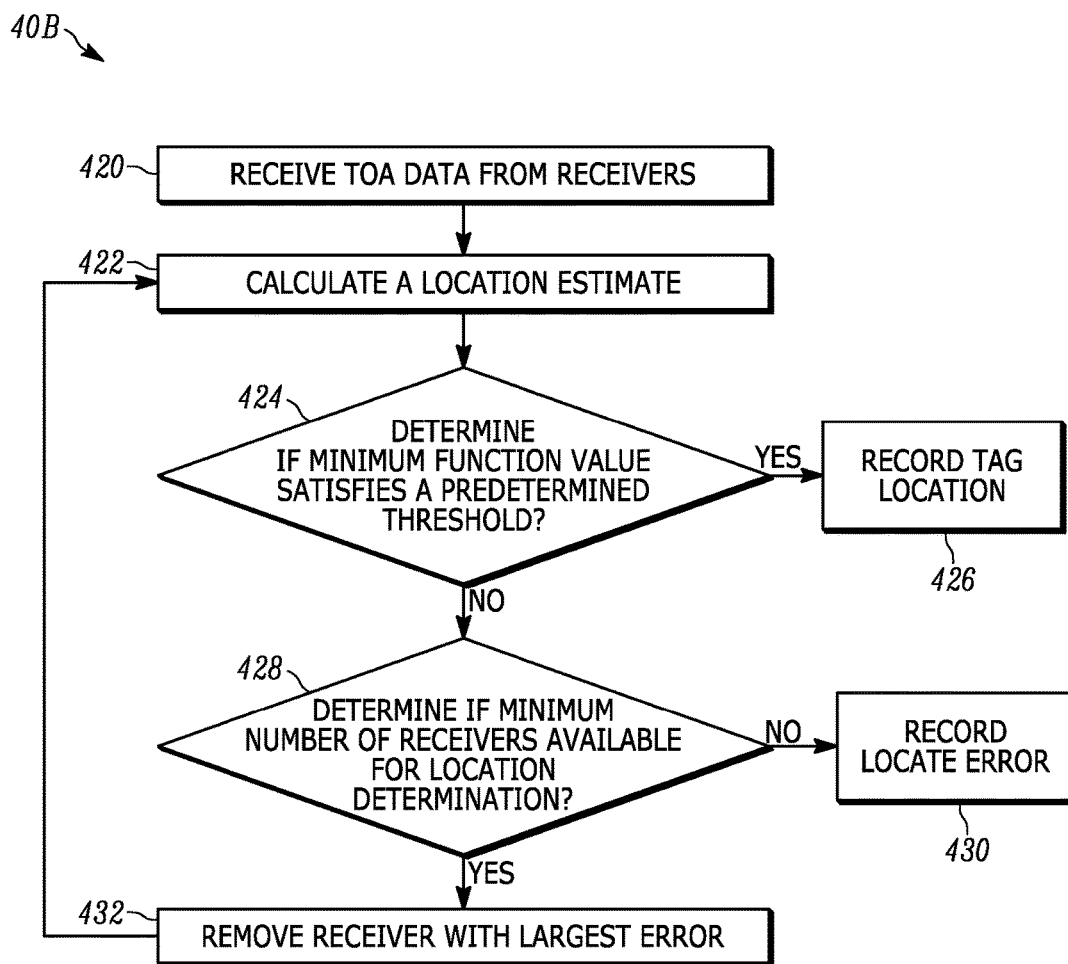 40B
420
RECEIVE TOA DATA FROM RECEIVERS
422
CALCULATE A LOCATION ESTIMATE
424
DETERMINE
IF MINIMUM FUNCTION VALUE
SATISFIES A PREDETERMINED
THRESHOLD?
YES
RECORD TAG
LOCATION
426
NO
428
DETERMINE IF MINIMUM
NUMBER OF RECEIVERS AVAILABLE
FOR LOCATION
DETERMINATION?
NO
RECORD
LOCATE ERROR
430
YES
432
REMOVE RECEIVER WITH LARGEST ERROR